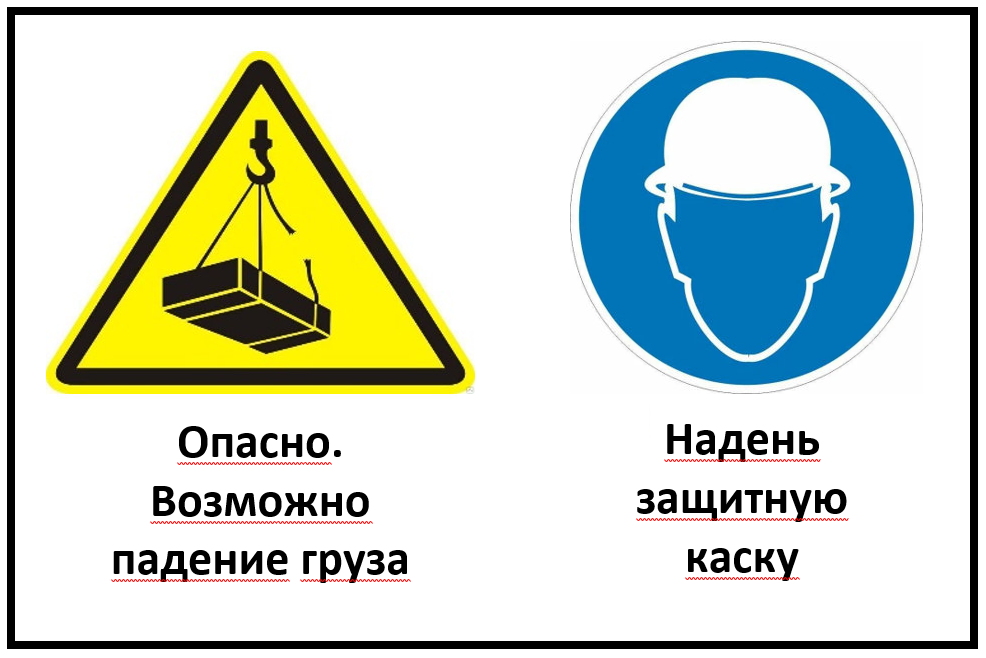 Опасно.
Возможно
падение груза
Надень
защитную
каску